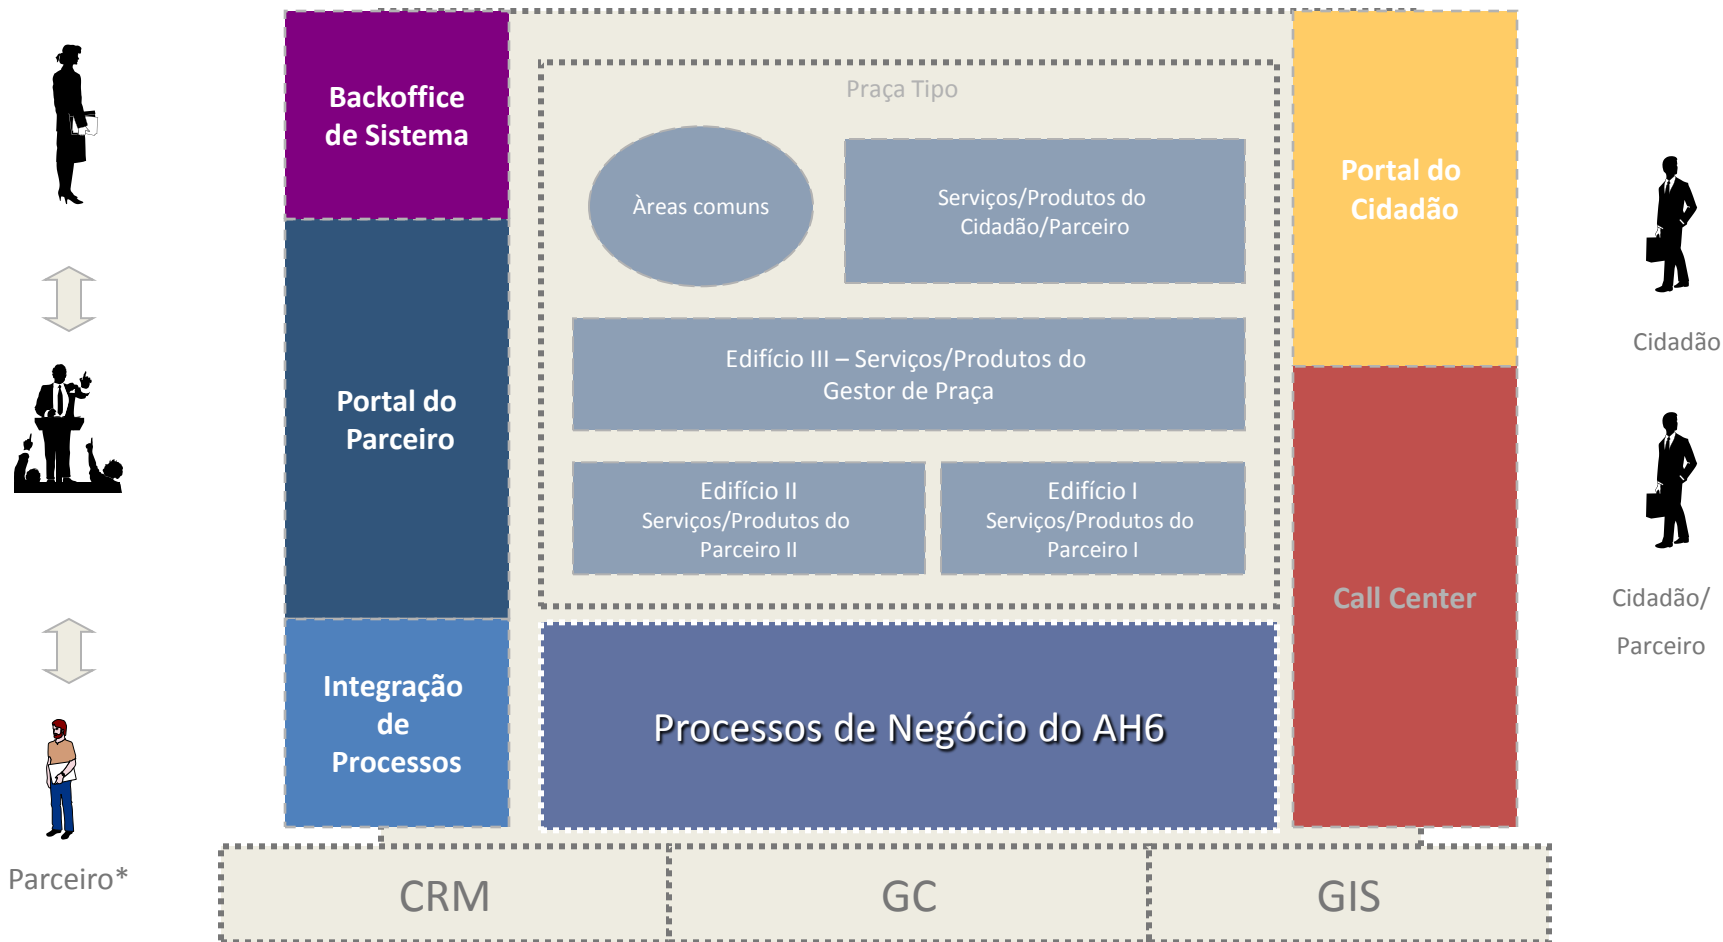 Backoffice
de Sistema
Portal do
Parceiro
Integração
de
Processos
Parceiro*
Praça Tipo
Àreas comuns
Serviços/Produtos do
Cidadão/Parceiro
Edifício III – Serviços/Produtos do
Gestor de Praça
Edifício II
Serviços/Produtos do
Parceiro II
Edifício I
Serviços/Produtos do
Parceiro I
Processos de Negócio do AH6
Portal do
Cidadão
Call Center
Cidadão
Cidadão/
Parceiro
CRM
GC
GIS